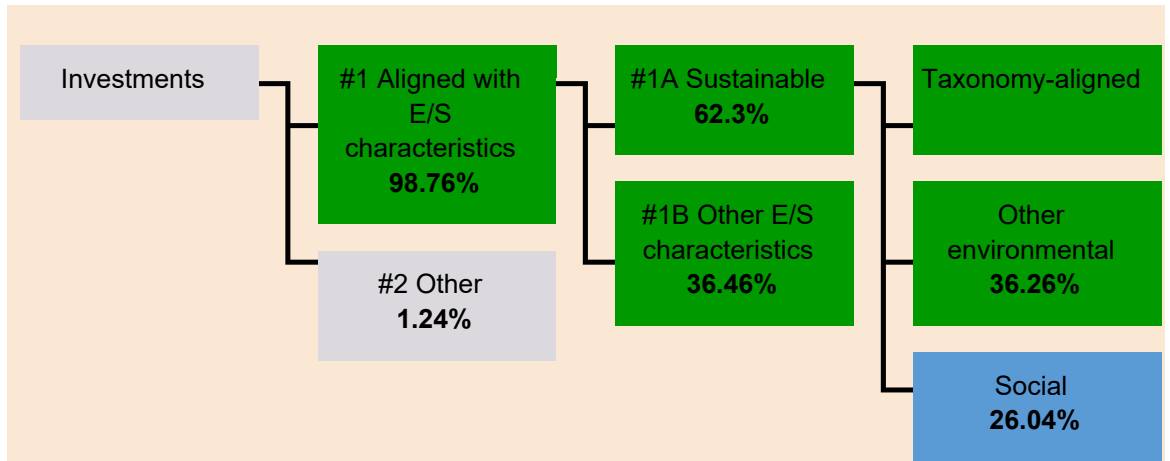 Investments
#1 Aligned with
E/S
characteristics
98.76%
#2 Other
1.24%
#1A Sustainable
62.3%
#1B Other E/S
characteristics
36.46%
Taxonomy-aligned
Other
environmental
36.26%
Social
26.04%